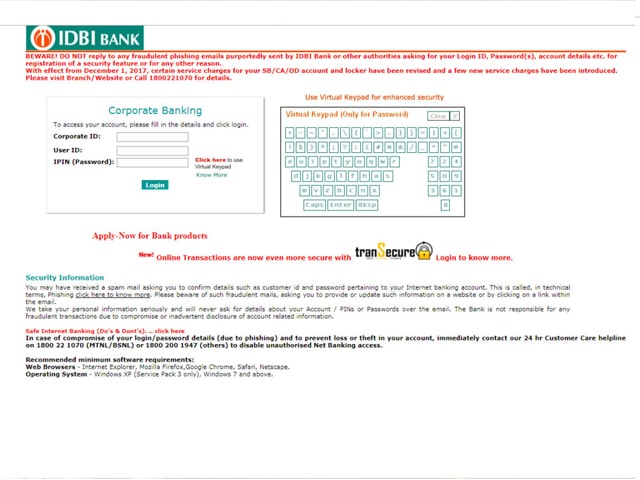 IDBI BANK
BEWARE! DO NOT reply to any fraudulent phishing emails purportedly sent by IDBI Bank or other authorities asking for your Login ID, Password(s), account details etc. for
registration of a security feature or for any other reason.
With effect from December 1, 2017, certain service charges for your SB/CA/OD account and locker have been revised and a few new service charges have been introduced.
Please visit Branch/Website or Call 1800221070 for details.
Use Virtual Keypad for enhanced security
Corporate Banking
To access your account, please fill in the details and click login.
Corporate ID:
User ID:
IPIN (Password):
Click here to use
Virtual Keypad
Know More
Login
Virtual Keypad (Only for Password)
Clear X
e u i p t y o q w r 7 2 4
d j k g l f h a s 5 0 9
m v z b c n x 3 6 1
Caps Enter Bksp 8
Apply-Now for Bank products
New! Online Transactions are now even more secure with tranSecure Login to know more.
Security Information
You may have received a spam mail asking you to confirm details such as customer id and password pertaining to your Internet banking account. This is called, in technical
terms, Phishing click here to know more. Please beware of such fraudulent mails, asking you to provide or update such information on a website or by clicking on a link within
the email.
We take your personal information seriously and will never ask for details about your Account / PINs or Passwords over the email. The Bank is not responsible for any
fraudulent transactions due to compromise or inadvertent disclosure of account related information.
Safe Internet Banking (Do's & Dont's). .. click here
In case of compromise of your login/password details (due to phishing) and to prevent loss or theft in your account, immediately contact our 24 hr Customer Care helpline
on 1800 22 1070 (MTNL/BSNL) or 1800 200 1947 (others) to disable unauthorised Net Banking access.
Recommended minimum software requirements:
Web Browsers - Internet Explorer, Mozilla Firefox,Google Chrome, Safari, Netscape.
Operating System - Windows XP (Service Pack 3 only), Windows 7 and above.